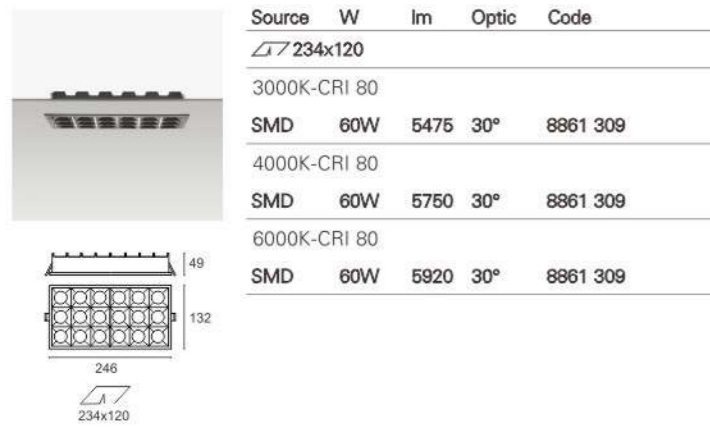 Source W lm Optic Code
234x120
3000K-CRI 80
SMD 60W 5475 30° 8861 309
4000K-CRI 80
SMD 60W 5750 30° 8861 309
6000K-CRI 80
SMD 60W 5920 30° 8861 309
49
132
246
234x120